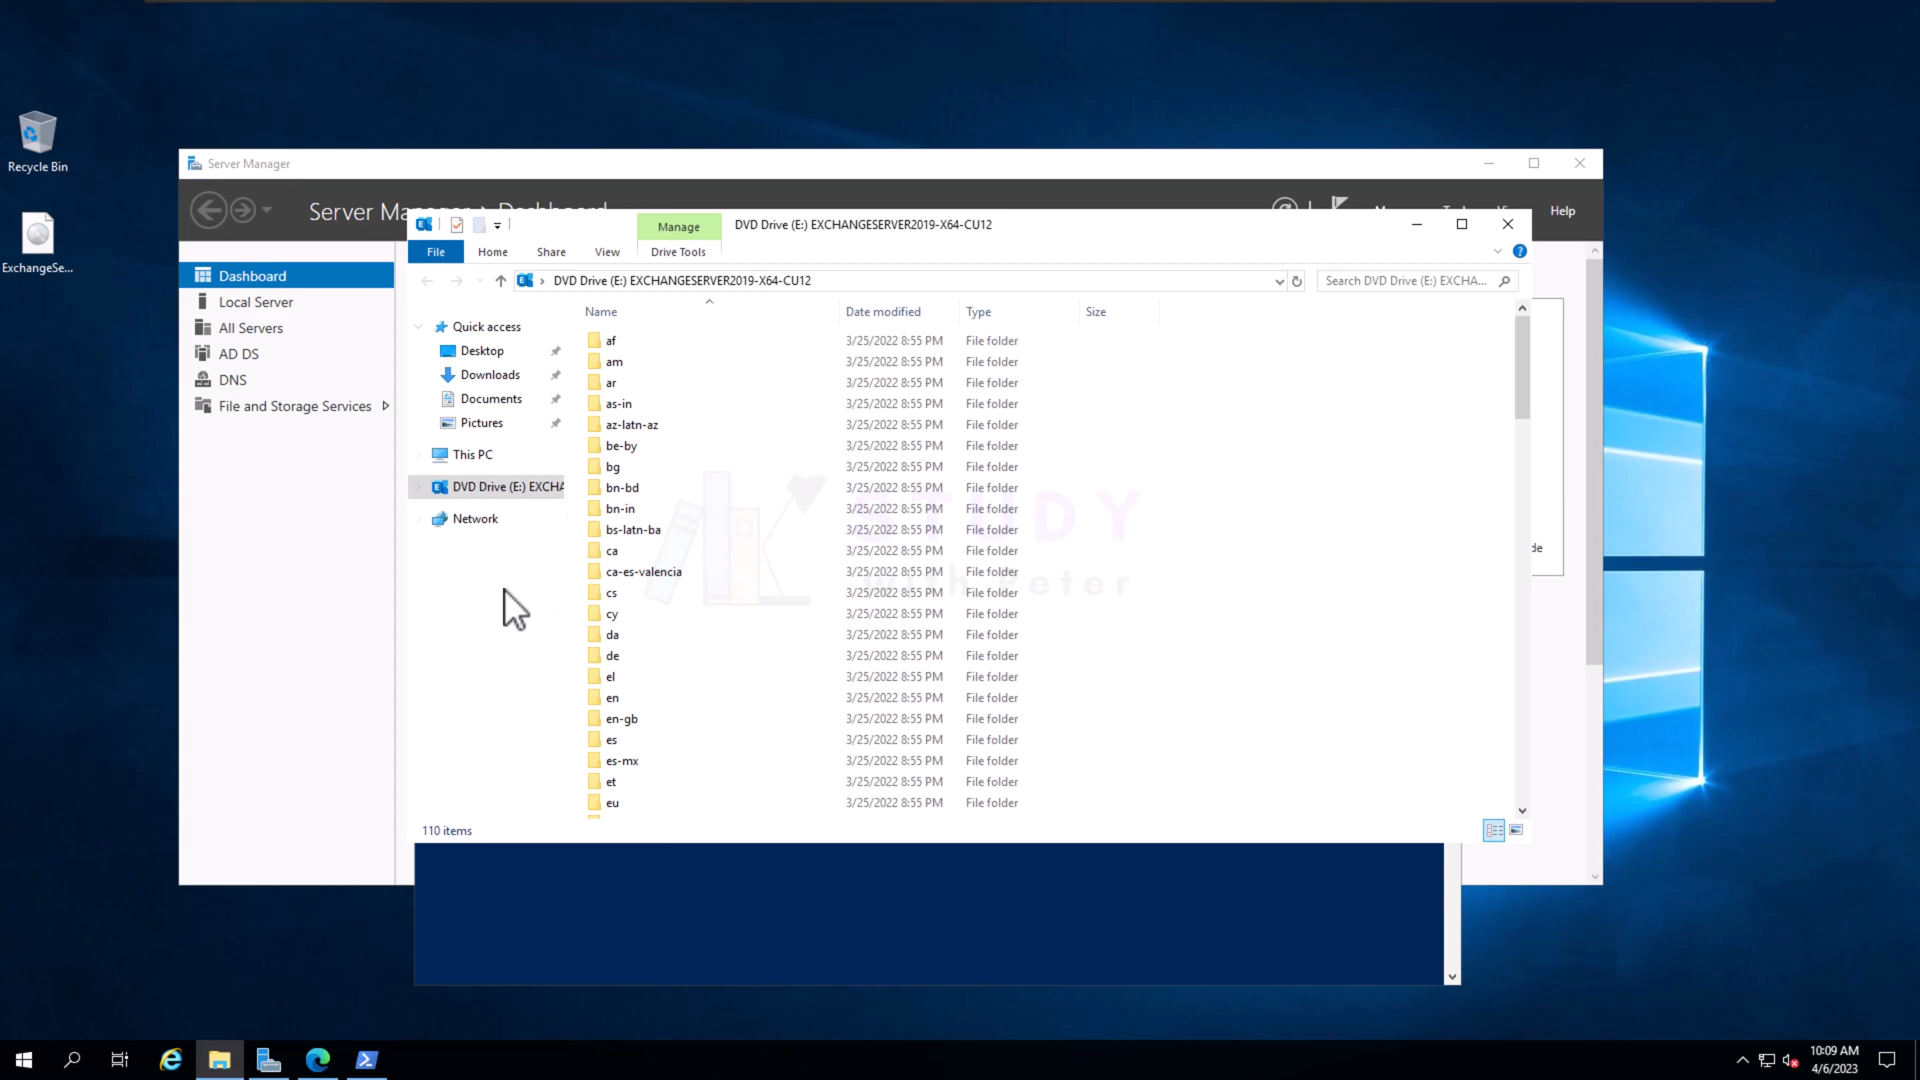 Recycle Bin
ExchangeSe...
Server Manager
Server Manager
Help
Dashboard
Local Server
All Servers
AD DS
DNS
File and Storage Services
Manage
DVD Drive (E:) EXCHANGESERVER2019-X64-CU12
File
Home
Share
View
Drive Tools
DVD Drive (E:) EXCHANGESERVER2019-X64-CU12
Search DVD Drive (E:) EXCHA...
Name Date modified Type Size
Quick access
Desktop
Downloads
Documents
Pictures
This PC
DVD Drive (E:) EXCHA
Network
af 3/25/2022 8:55 PM File folder
am 3/25/2022 8:55 PM File folder
ar 3/25/2022 8:55 PM File folder
as-in 3/25/2022 8:55 PM File folder
az-latn-az 3/25/2022 8:55 PM File folder
be-by 3/25/2022 8:55 PM File folder
bg 3/25/2022 8:55 PM File folder
bn-bd 3/25/2022 8:55 PM File folder
bn-in 3/25/2022 8:55 PM File folder
bs-latn-ba 3/25/2022 8:55 PM File folder
ca 3/25/2022 8:55 PM File folder
ca-es-valencia 3/25/2022 8:55 PM File folder
cs 3/25/2022 8:55 PM File folder
cy 3/25/2022 8:55 PM File folder
da 3/25/2022 8:55 PM File folder
de 3/25/2022 8:55 PM File folder
el 3/25/2022 8:55 PM File folder
en 3/25/2022 8:55 PM File folder
en-gb 3/25/2022 8:55 PM File folder
es 3/25/2022 8:55 PM File folder
es-mx 3/25/2022 8:55 PM File folder
et 3/25/2022 8:55 PM File folder
eu 3/25/2022 8:55 PM File folder
STUDY
with Peter
de
110 items
10:09 AM
4/6/2023